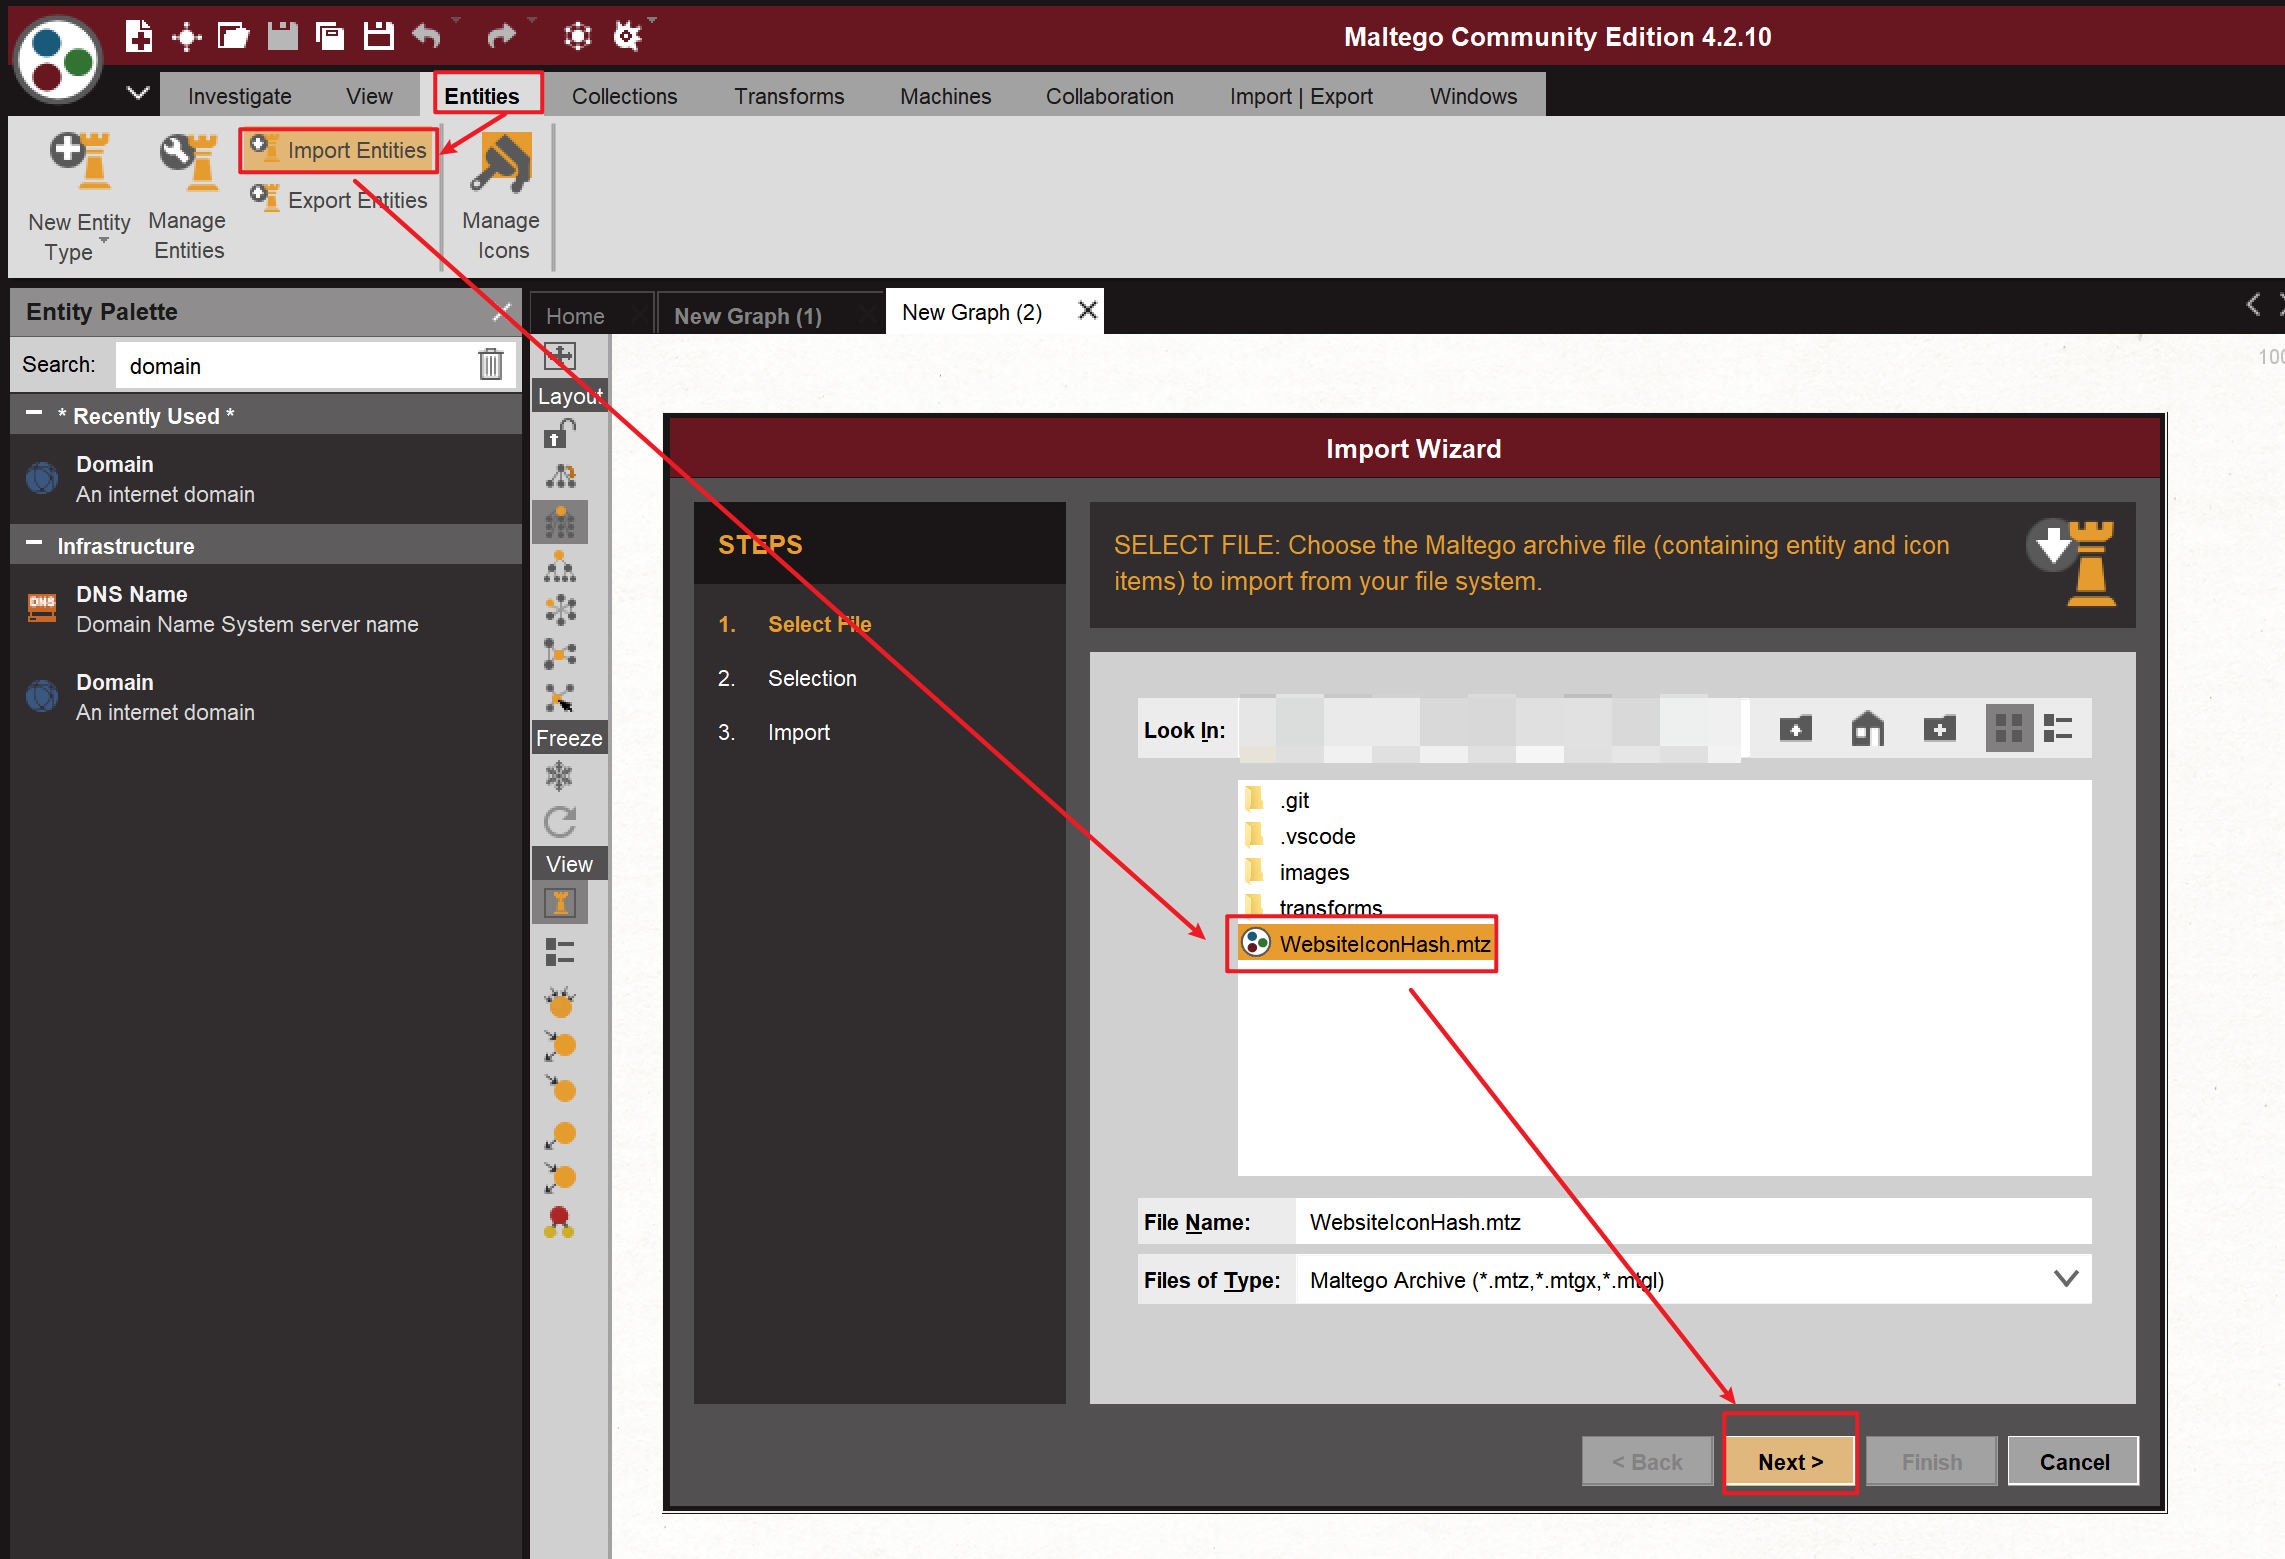 Maltego Community Edition 4.2.10
Investigate View Entities Collections Transforms Machines Collaboration Import | Export Windows
New Entity Type
Manage Entities
Import Entities
Export Entities
Manage Icons
Entity Palette
Search: domain
* Recently Used *
Domain
An internet domain
Infrastructure
DNS
DNS Name
Domain Name System server name
Domain
An internet domain
Home
New Graph (1)
New Graph (2)
Layout
Freeze
View
Import Wizard
STEPS
1. Select File
2. Selection
3. Import
SELECT FILE: Choose the Maltego archive file (containing entity and icon
items) to import from your file system.
Look In:
.git
.vscode
images
transforms
WebsiteIconHash.mtz
File Name: WebsiteIconHash.mtz
Files of Type: Maltego Archive (*.mtz,*.mtgx,*.mtgl)
< Back
Next >
Finish
Cancel